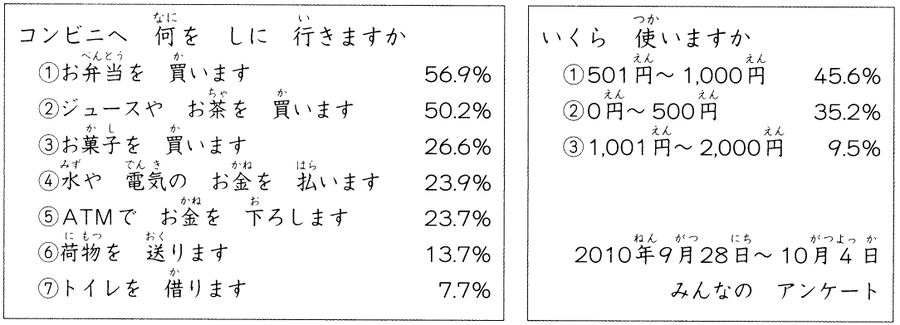 コンビニへ 何を しに 行きますか
①お弁当を 買います 56.9%
②ジュースや お茶を 買います 50.2%
③お菓子を 買います 26.6%
④水や 電気の お金を 払います 23.9%
⑤ATMで お金を 下ろします 23.7%
⑥荷物を 送ります 13.7%
⑦トイレを 借ります 7.7%
いくら 使いますか
①501円～1,000円 45.6%
②0円～500円 35.2%
③1,001円～2,000円 9.5%
2010年9月28日～10月4日
みんなの アンケート